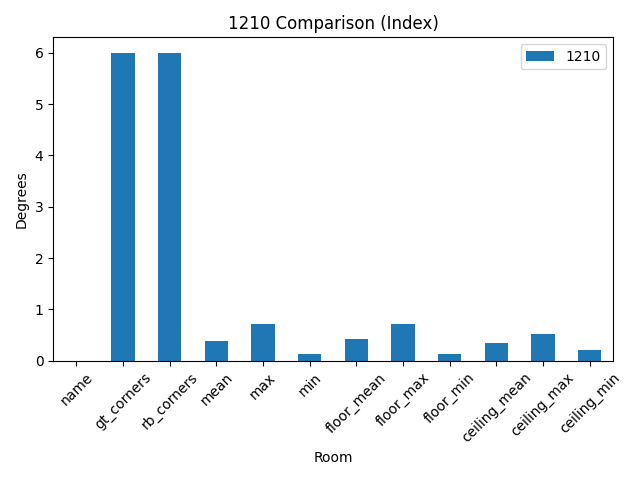 1210 Comparison (Index)
1210
Degrees
6
5
4
3
2
1
0
name
gt_corners
rb_corners
mean
max
min
floor_mean
floor_max
floor_min
ceiling_mean
ceiling_max
ceiling_min
Room